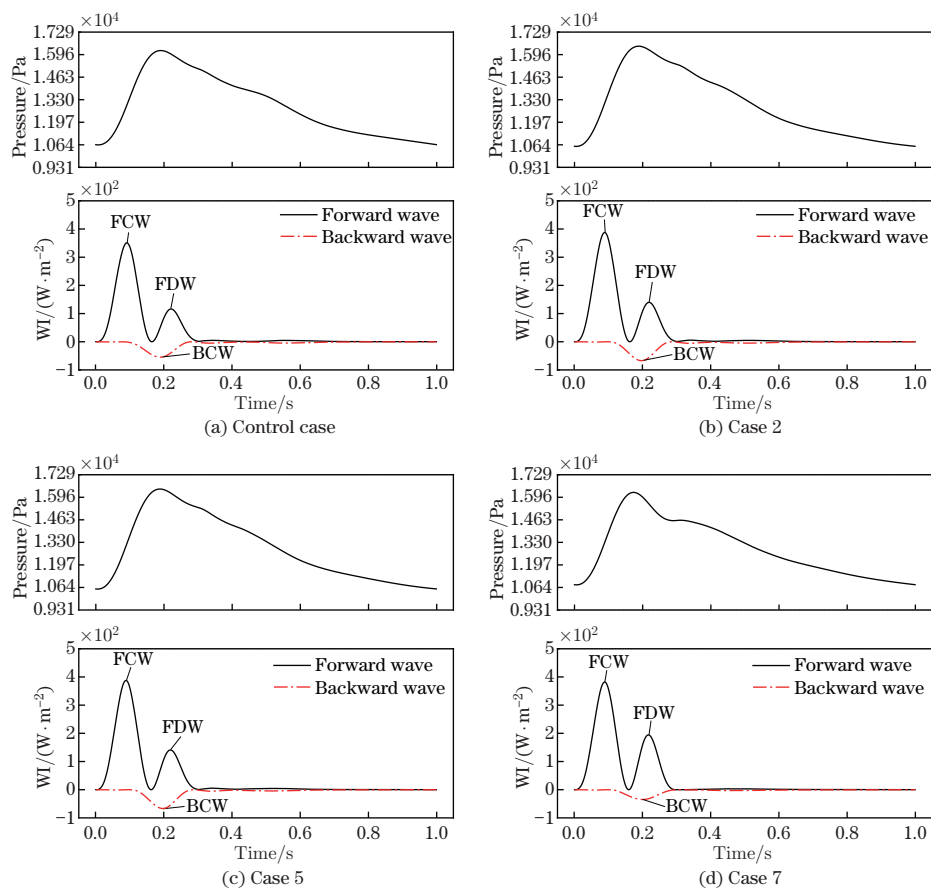 ×10⁴
1.729
1.596
1.463
1.330
1.197
1.064
0.931
Pressure/Pa
×10²
5
4
3
2
1
0
−1
WI/(W·m⁻²)
FCW
FDW
BCW
Forward wave
Backward wave
0.0 0.2 0.4 0.6 0.8 1.0
Time/s
(a) Control case
×10⁴
1.729
1.596
1.463
1.330
1.197
1.064
0.931
Pressure/Pa
×10²
5
4
3
2
1
0
−1
WI/(W·m⁻²)
FCW
FDW
BCW
Forward wave
Backward wave
0.0 0.2 0.4 0.6 0.8 1.0
Time/s
(b) Case 2
×10⁴
1.729
1.596
1.463
1.330
1.197
1.064
0.931
Pressure/Pa
×10²
5
4
3
2
1
0
−1
WI/(W·m⁻²)
FCW
FDW
BCW
Forward wave
Backward wave
0.0 0.2 0.4 0.6 0.8 1.0
Time/s
(c) Case 5
×10⁴
1.729
1.596
1.463
1.330
1.197
1.064
0.931
Pressure/Pa
×10²
5
4
3
2
1
0
−1
WI/(W·m⁻²)
FCW
FDW
BCW
Forward wave
Backward wave
0.0 0.2 0.4 0.6 0.8 1.0
Time/s
(d) Case 7